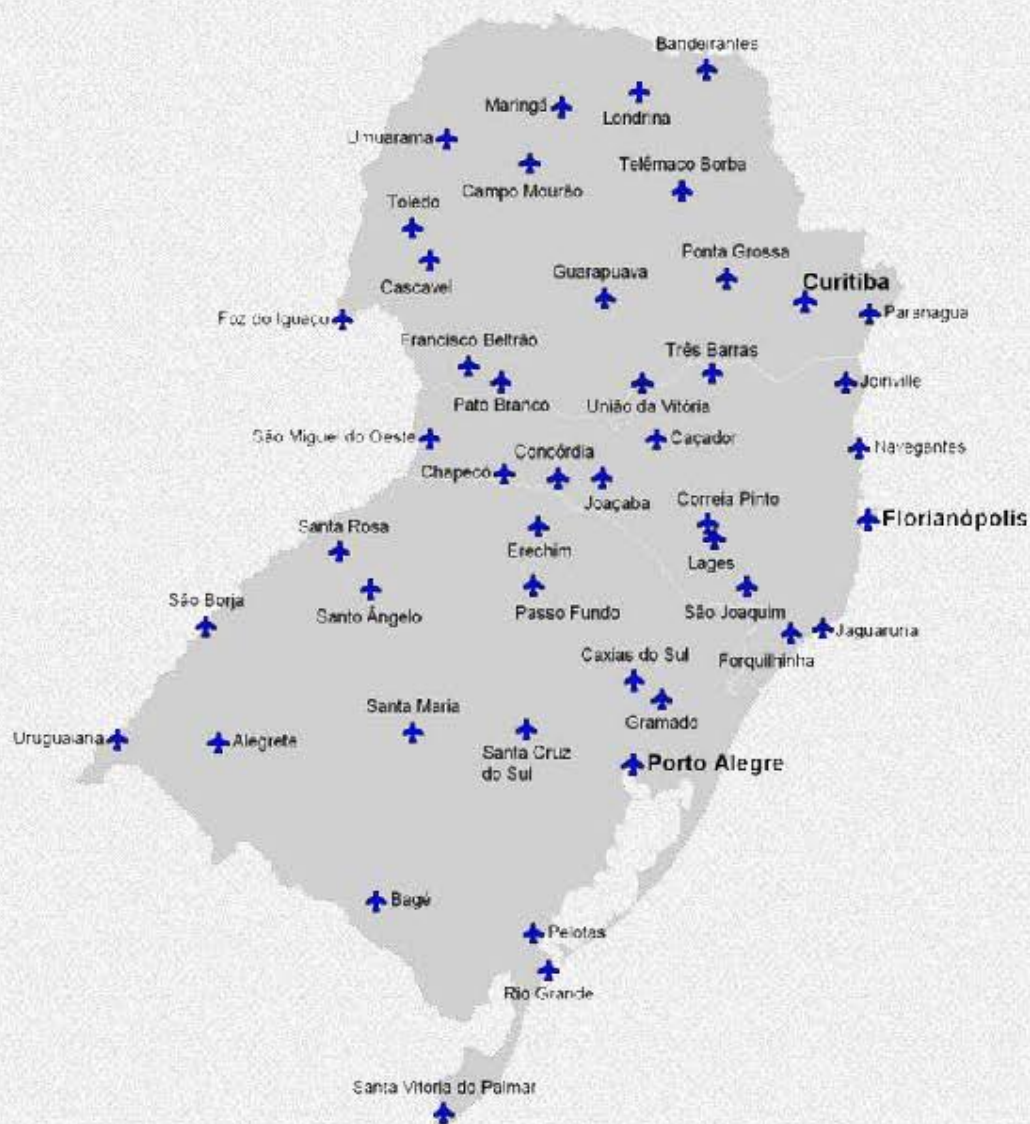 Bandeirantes
Maringá
Londrina
Umuarama
Campo Mourão
Telêmaco Borba
Toledo
Cascavel
Guarapuava
Ponta Grossa
Curitiba
Foz do Iguaçu
Paranagua
Francisco Beltrão
Três Barras
Pato Branco
União da Vitória
Joinville
São Miguel do Oeste
Concórdia
Caçador
Navegantes
Chapecó
Joaçaba
Correia Pinto
Florianópolis
Santa Rosa
Erechim
Lages
São Borja
Santo Ângelo
Passo Fundo
São Joaquim
Jaguaruna
Forquilhinha
Caxias do Sul
Santa Maria
Gramado
Uruguaiana
Alegrete
Santa Cruz
do Sul
Porto Alegre
Bagé
Pelotas
Rio Grande
Santa Vitoria do Palmar